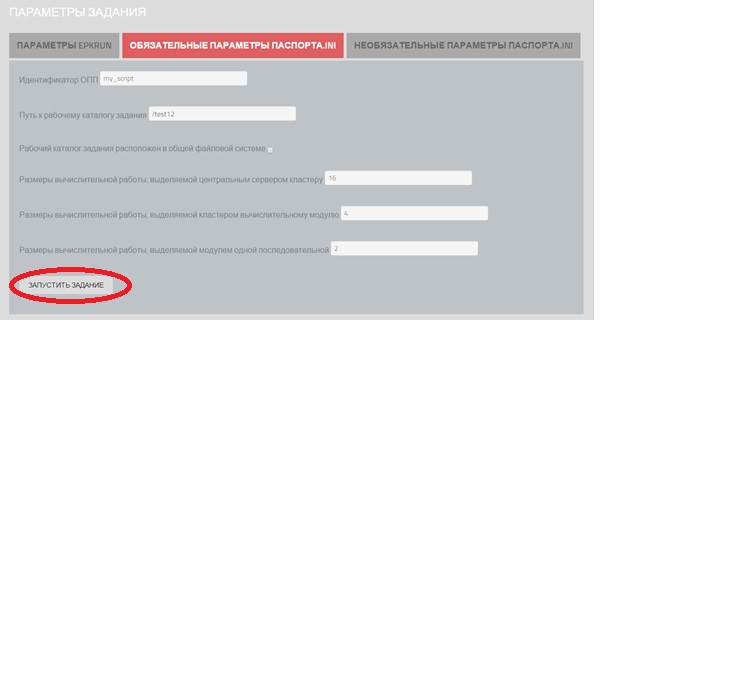 ПАРАМЕТРЫ ЗАДАНИЯ
ПАРАМЕТРЫ EPKRUN ОБЯЗАТЕЛЬНЫЕ ПАРАМЕТРЫ ПАСПОРТА.INI НЕОБЯЗАТЕЛЬНЫЕ ПАРАМЕТРЫ ПАСПОРТА.INI
Идентификатор ОПП my_script
Путь к рабочему каталогу задания /test12
Рабочий каталог задания расположен в общей файловой системе
Размеры вычислительной работы, выделяемой центральным сервером кластеру 16
Размеры вычислительной работы, выделяемой кластером вычислительному модулю 4
Размеры вычислительной работы, выделяемой модулем одной последовательной 2
ЗАПУСТИТЬ ЗАДАНИЕ